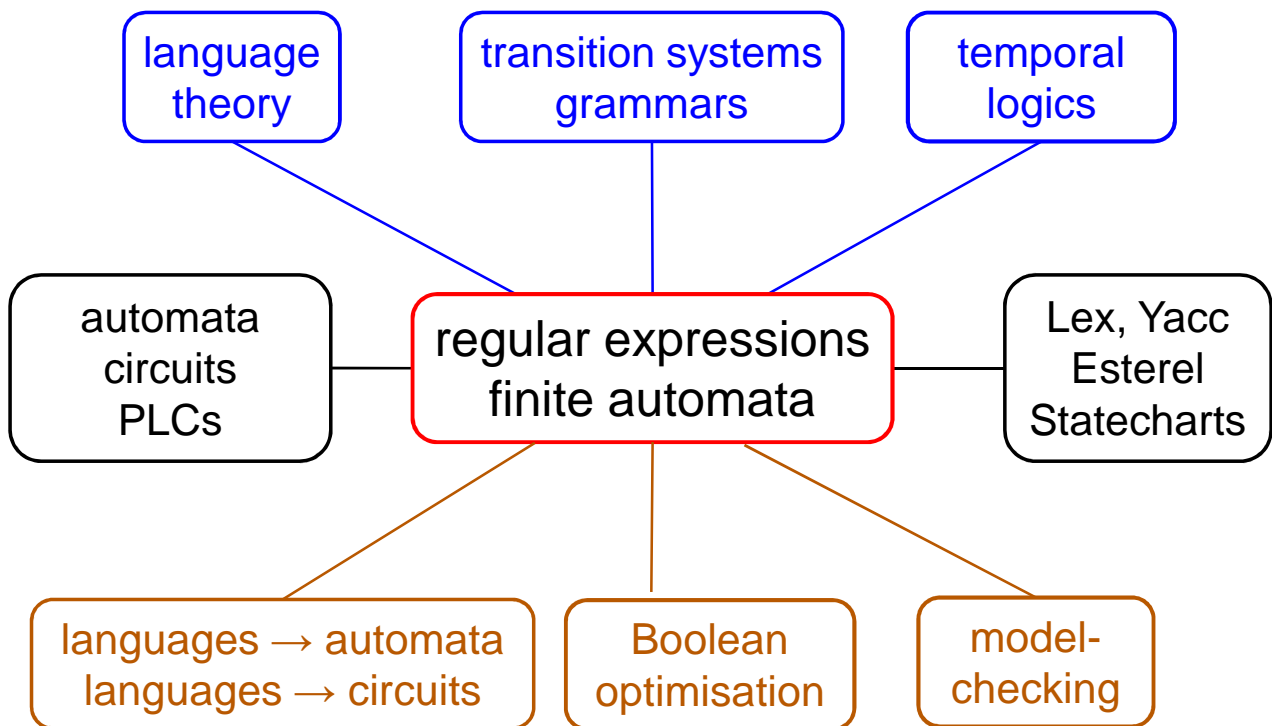 language
theory
transition systems
grammars
temporal
logics
automata
circuits
PLCs
regular expressions
finite automata
Lex, Yacc
Esterel
Statecharts
languages → automata
languages → circuits
Boolean
optimisation
model-
checking